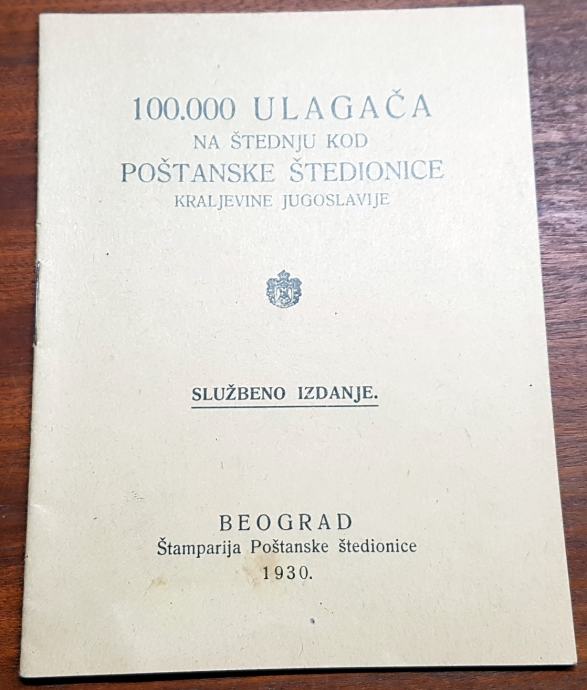 100.000 ULAGAČA
NA ŠTEDNJU KOD
POŠTANSKE ŠTEDIONICE
KRALJEVINE JUGOSLAVIJE
SLUŽBENO IZDANJE.
BEOGRAD
Štamparija Poštanske štedionice
1930.